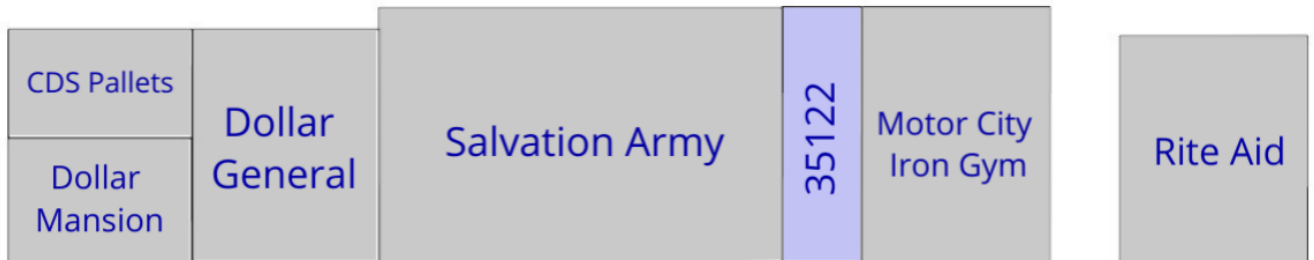 CDS Pallets
Dollar
Mansion
Dollar
General
Salvation Army
35122
Motor City
Iron Gym
Rite Aid